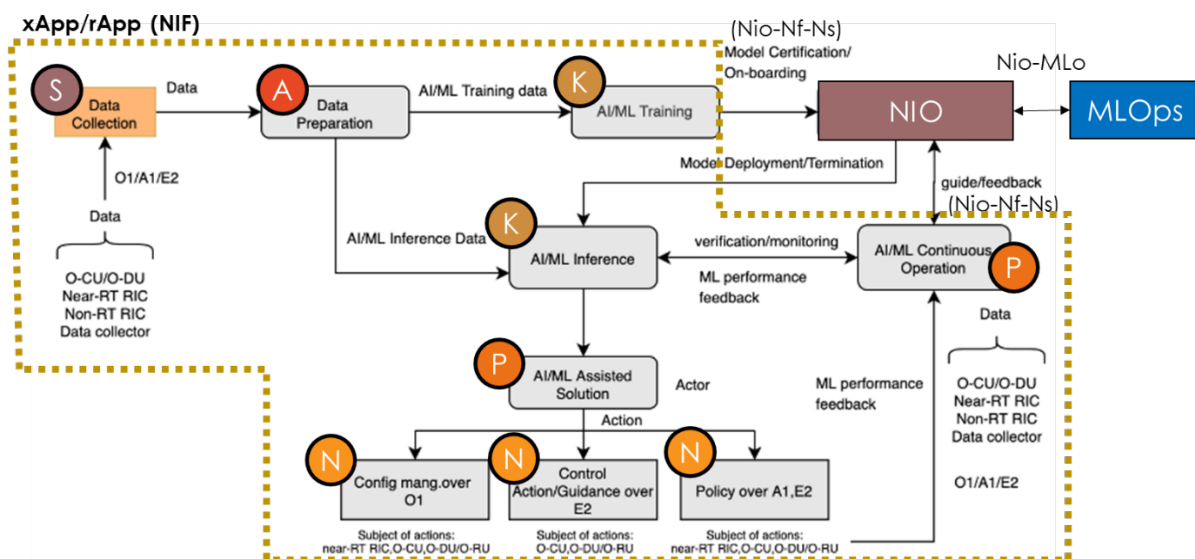 xApp/rApp (NIF)
(Nio-Nf-Ns)
Model Certification/
On-boarding
Nio-MLo
S
Data
Collection
Data
A
Data
Preparation
AI/ML Training data
K
AI/ML Training
NIO
MLOps
O1/A1/E2
Data
O-CU/O-DU
Near-RT RIC
Non-RT RIC
Data collector
Model Deployment/Termination
guide/feedback
(Nio-Nf-Ns)
AI/ML Inference Data
K
AI/ML Inference
verification/monitoring
ML performance
feedback
AI/ML Continuous
Operation
P
Data
O-CU/O-DU
Near-RT RIC
Non-RT RIC
Data collector
O1/A1/E2
P
AI/ML Assisted
Solution
Actor
Action
ML performance
feedback
N
Config mang.over
O1
N
Control
Action/Guidance over
E2
N
Policy over A1,E2
Subject of actions:
near-RT RIC,O-CU,O-DU/O-RU
Subject of actions:
O-CU,O-DU/O-RU
Subject of actions:
near-RT RIC,O-CU,O-DU/O-RU